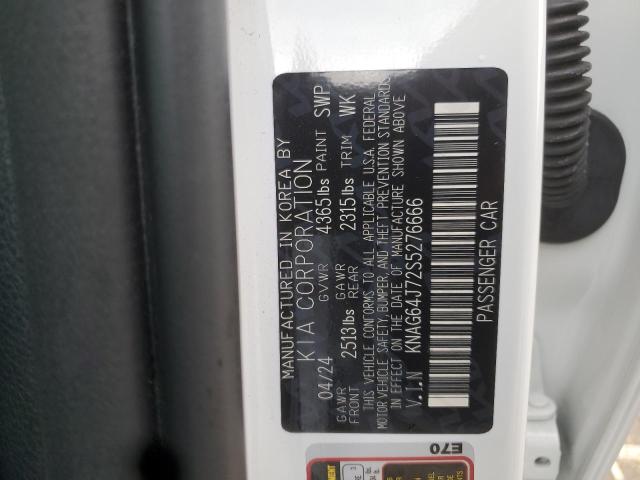 MANUFACTURED IN KOREA BY
KIA CORPORATION
04/24 GVWR 4365lbs PAINT SWP
GAWR FRONT 2513lbs GAWR REAR 2315lbs TRIM WK
THIS VEHICLE CONFORMS TO ALL APPLICABLE U.S.A. FEDERAL
MOTOR VEHICLE SAFETY, BUMPER, AND THEFT PREVENTION STANDARDS
IN EFFECT ON THE DATE OF MANUFACTURE SHOWN ABOVE
V.I.N KNAG64J72S5276666
PASSENGER CAR
E70